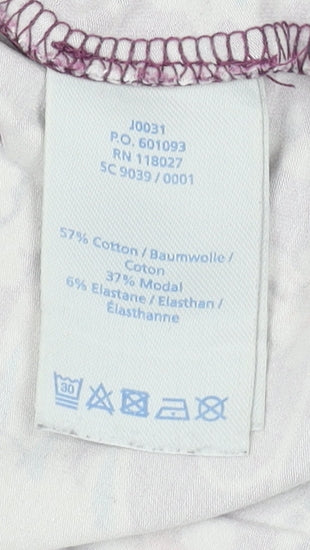 J0031
P.O. 601093
RN 118027
SC 9039 / 0001
57% Cotton / Baumwolle /
Coton
37% Modal
6% Elastane / Elasthan /
Élasthanne
30